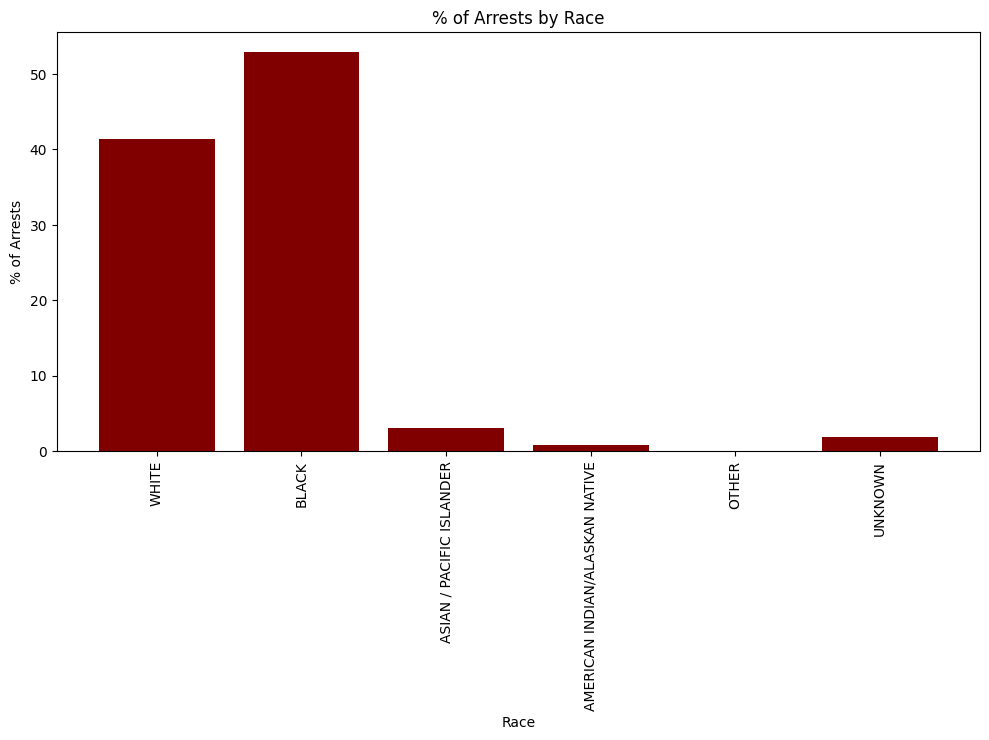 % of Arrests by Race
% of Arrests
50
40
30
20
10
0
WHITE
BLACK
ASIAN / PACIFIC ISLANDER
AMERICAN INDIAN/ALASKAN NATIVE
OTHER
UNKNOWN
Race